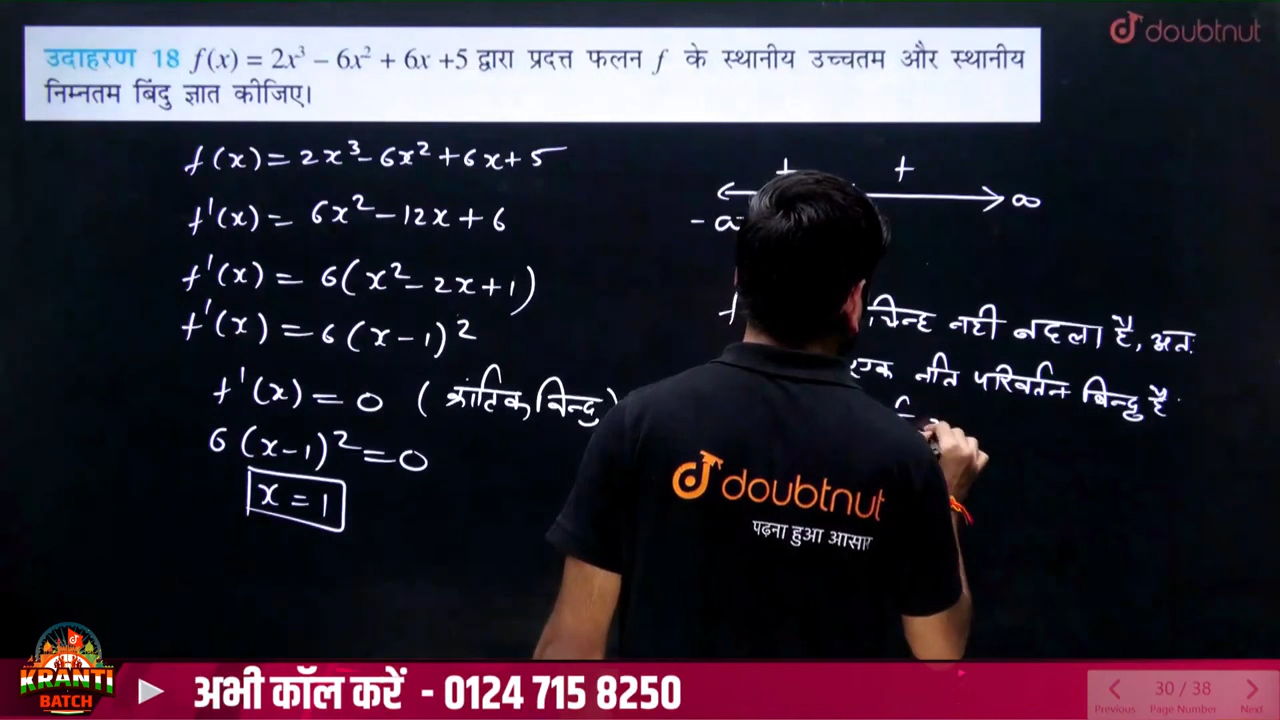 doubtnut
उदाहरण 18 f(x) = 2x³ – 6x² + 6x +5 द्वारा प्रदत्त फलन f के स्थानीय उच्चतम और स्थानीय
निम्नतम बिंदु ज्ञात कीजिए।
f(x) = 2x³ - 6x² + 6x + 5
f'(x) = 6x² - 12x + 6
f'(x) = 6(x² - 2x + 1)
f'(x) = 6(x-1)²
f'(x) = 0 (क्रांतिक बिन्दु)
6(x-1)² = 0
x = 1
+ +
∞
चिन्ह नही बदला है, अतः
एक नति परिवर्तन बिन्दु है
doubtnut
पढ़ना हुआ आसान
KRANTI
BATCH
अभी कॉल करें - 0124 715 8250
30 / 38
Previous Page Number Next